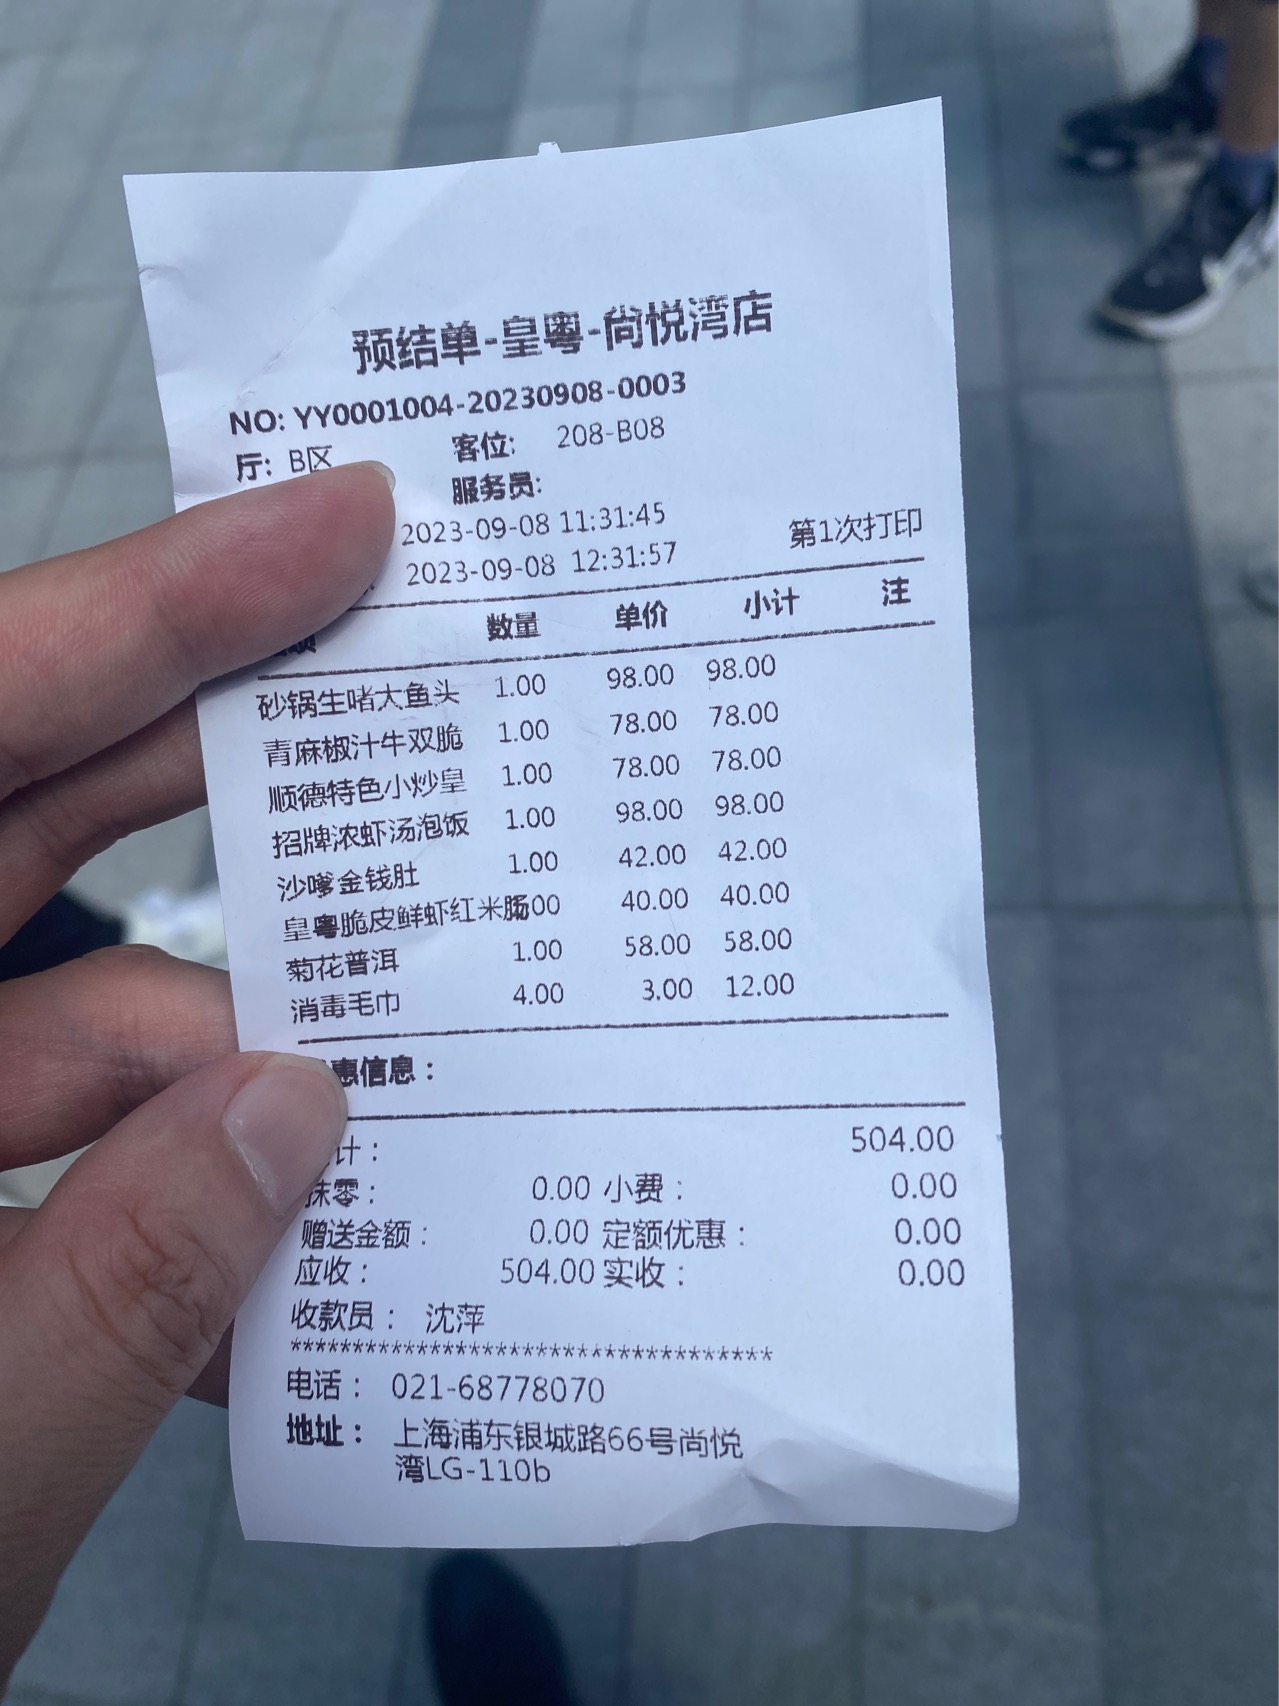 预结单-皇粤-尚悦湾店
NO: YY0001004-20230908-0003
厅: B区 客位: 208-B08
服务员:
2023-09-08 11:31:45
2023-09-08 12:31:57 第1次打印
数量 单价 小计 注
砂锅生啫大鱼头 1.00 98.00 98.00
青麻椒汁牛双脆 1.00 78.00 78.00
顺德特色小炒皇 1.00 78.00 78.00
招牌浓虾汤泡饭 1.00 98.00 98.00
沙嗲金钱肚 1.00 42.00 42.00
皇粤脆皮鲜虾红米肠 40.00 40.00
菊花普洱 1.00 58.00 58.00
消毒毛巾 4.00 3.00 12.00
惠信息：
计： 504.00
抹零： 0.00 小费： 0.00
赠送金额： 0.00 定额优惠： 0.00
应收： 504.00 实收： 0.00
收款员： 沈萍
**************************************
电话： 021-68778070
地址： 上海浦东银城路66号尚悦
湾LG-110b